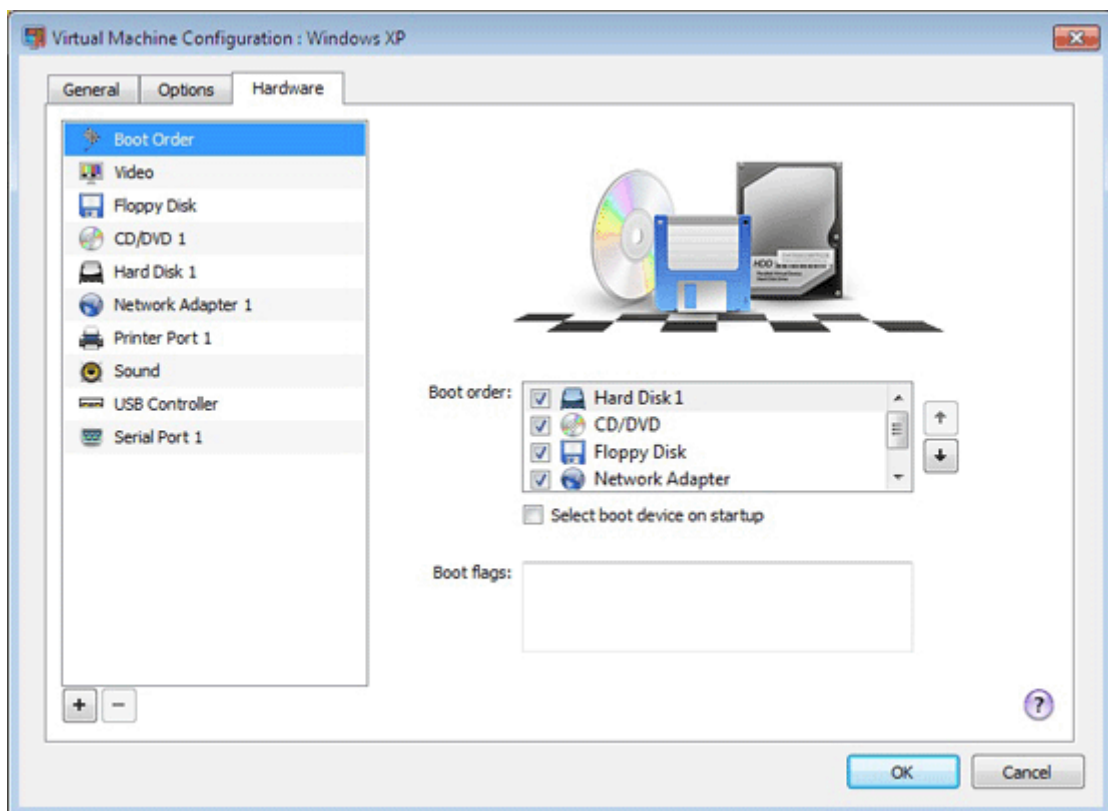 Virtual Machine Configuration : Windows XP
General Options Hardware
Boot Order
Video
Floppy Disk
CD/DVD 1
Hard Disk 1
Network Adapter 1
Printer Port 1
Sound
USB Controller
Serial Port 1
HDD
Boot order:
Hard Disk 1
CD/DVD
Floppy Disk
Network Adapter
Select boot device on startup
Boot flags:
?
OK Cancel